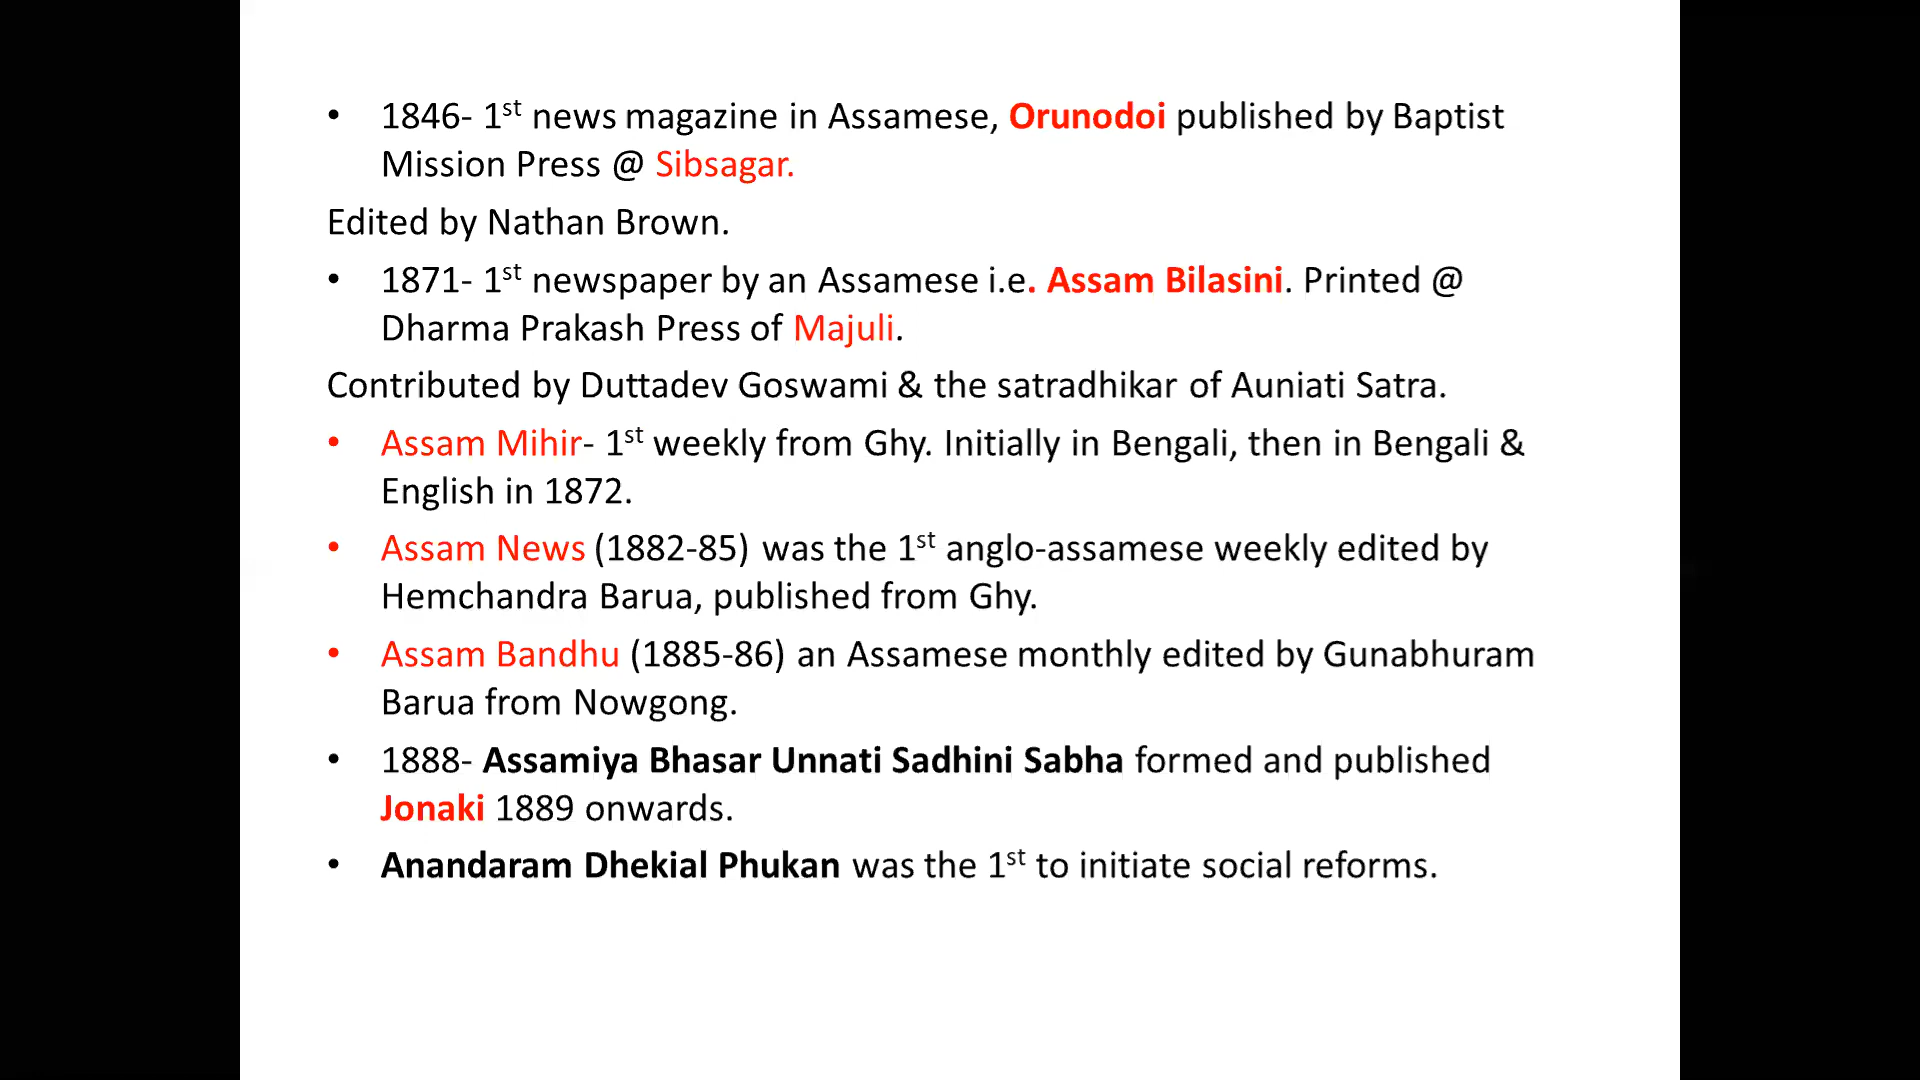 • 1846- 1st news magazine in Assamese, Orunodoi published by Baptist
Mission Press @ Sibsagar.
Edited by Nathan Brown.
• 1871- 1st newspaper by an Assamese i.e. Assam Bilasini. Printed @
Dharma Prakash Press of Majuli.
Contributed by Duttadev Goswami & the satradhikar of Auniati Satra.
• Assam Mihir- 1st weekly from Ghy. Initially in Bengali, then in Bengali &
English in 1872.
• Assam News (1882-85) was the 1st anglo-assamese weekly edited by
Hemchandra Barua, published from Ghy.
• Assam Bandhu (1885-86) an Assamese monthly edited by Gunabhuram
Barua from Nowgong.
• 1888- Assamiya Bhasar Unnati Sadhini Sabha formed and published
Jonaki 1889 onwards.
• Anandaram Dhekial Phukan was the 1st to initiate social reforms.